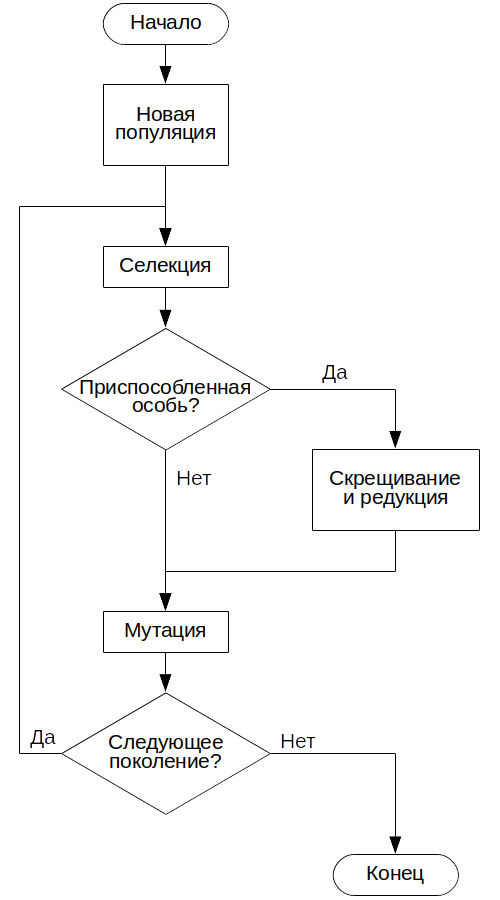 Начало
Новая
популяция
Селекция
Приспособленная
особь?
Да
Скрещивание
и редукция
Нет
Мутация
Следующее
поколение?
Да
Нет
Конец